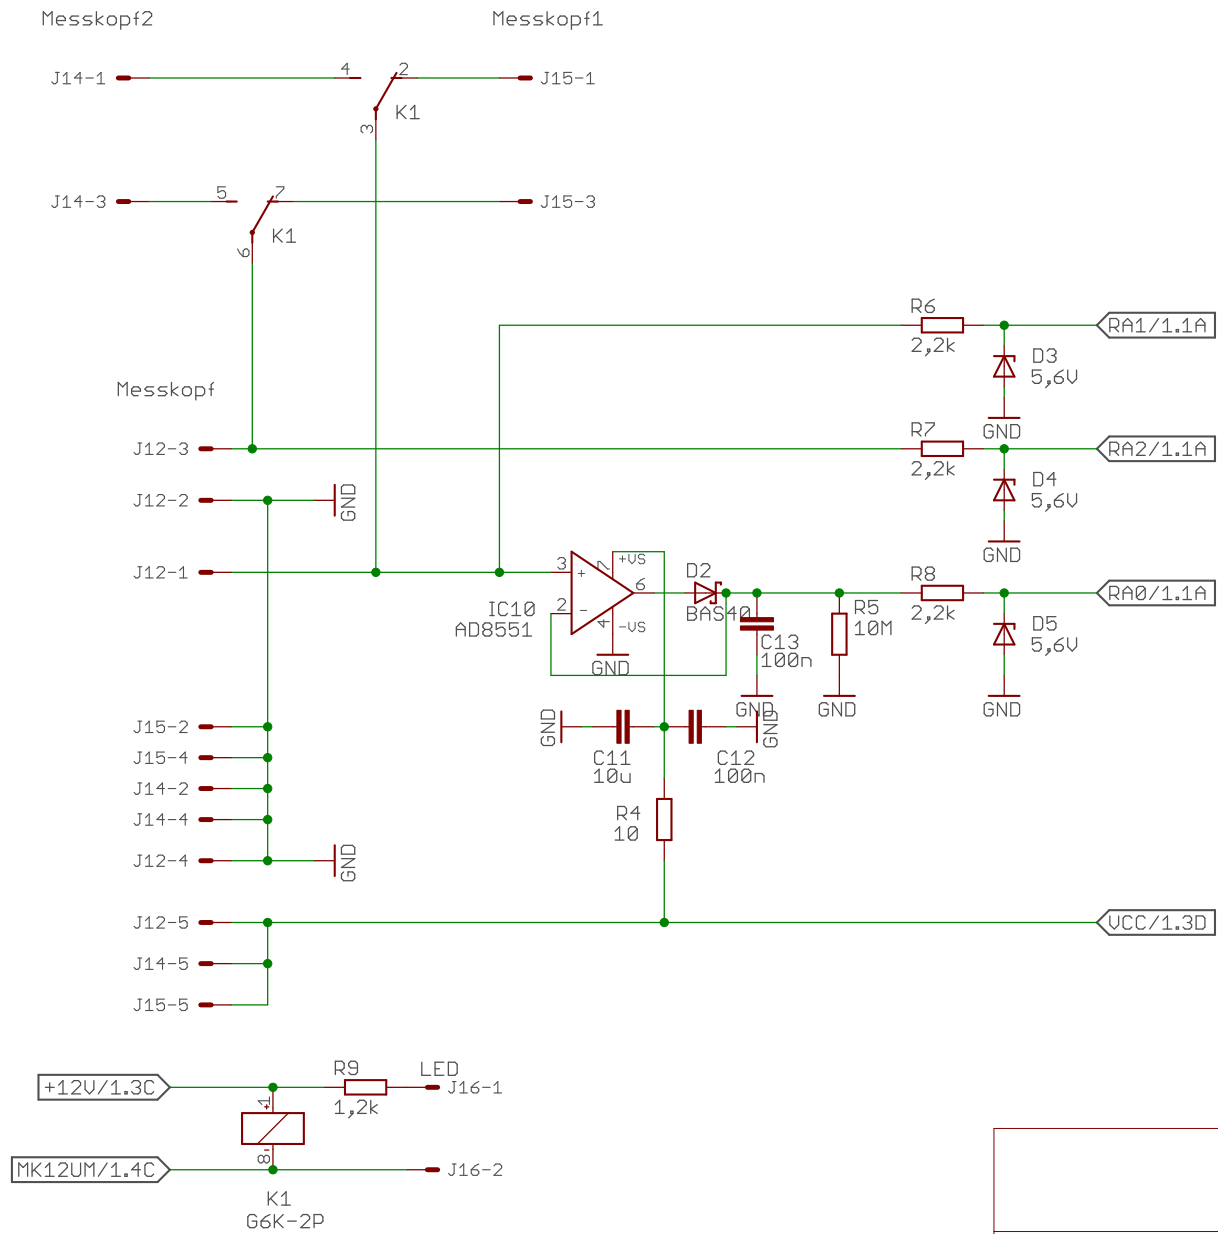 Messkopf2
Messkopf1
J14-1
4
2
J15-1
3
K1
J14-3
5
7
J15-3
6
K1
R6
2,2k
RA1/1.1A
D3
5,6V
GND
Messkopf
J12-3
R7
2,2k
RA2/1.1A
D4
5,6V
GND
J12-2
GND
J12-1
3
+
7
+VS
6
2
-
4
-VS
IC10
AD8551
GND
D2
BAS40
C13
100n
GND
R5
10M
GND
R8
2,2k
RA0/1.1A
D5
5,6V
GND
J15-2
J15-4
J14-2
J14-4
J12-4
GND
GND
C11
10u
C12
100n
GND
R4
10
J12-5
VCC/1.3D
J14-5
J15-5
+12V/1.3C
R9
1,2k
LED
J16-1
1
+
8
-
MK12UM/1.4C
J16-2
K1
G6K-2P